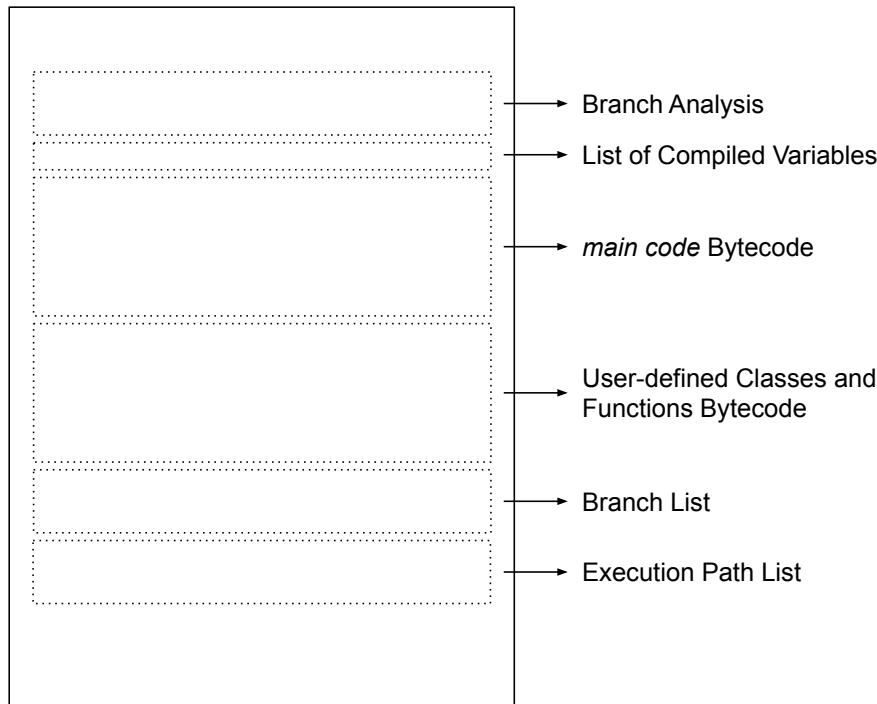 Branch Analysis
List of Compiled Variables
main code Bytecode
User-defined Classes and
Functions Bytecode
Branch List
Execution Path List